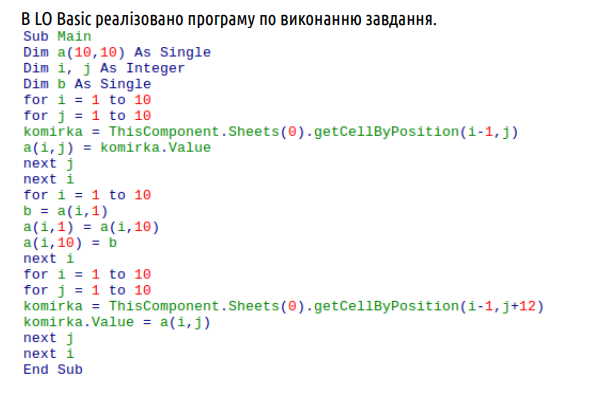 В LO Basic реалізовано програму по виконанню завдання.
Sub Main
Dim a(10,10) As Single
Dim i, j As Integer
Dim b As Single
for i = 1 to 10
for j = 1 to 10
komirka = ThisComponent.Sheets(0).getCellByPosition(i-1,j)
a(i,j) = komirka.Value
next j
next i
for i = 1 to 10
b = a(i,1)
a(i,1) = a(i,10)
a(i,10) = b
next i
for i = 1 to 10
for j = 1 to 10
komirka = ThisComponent.Sheets(0).getCellByPosition(i-1,j+12)
komirka.Value = a(i,j)
next j
next i
End Sub